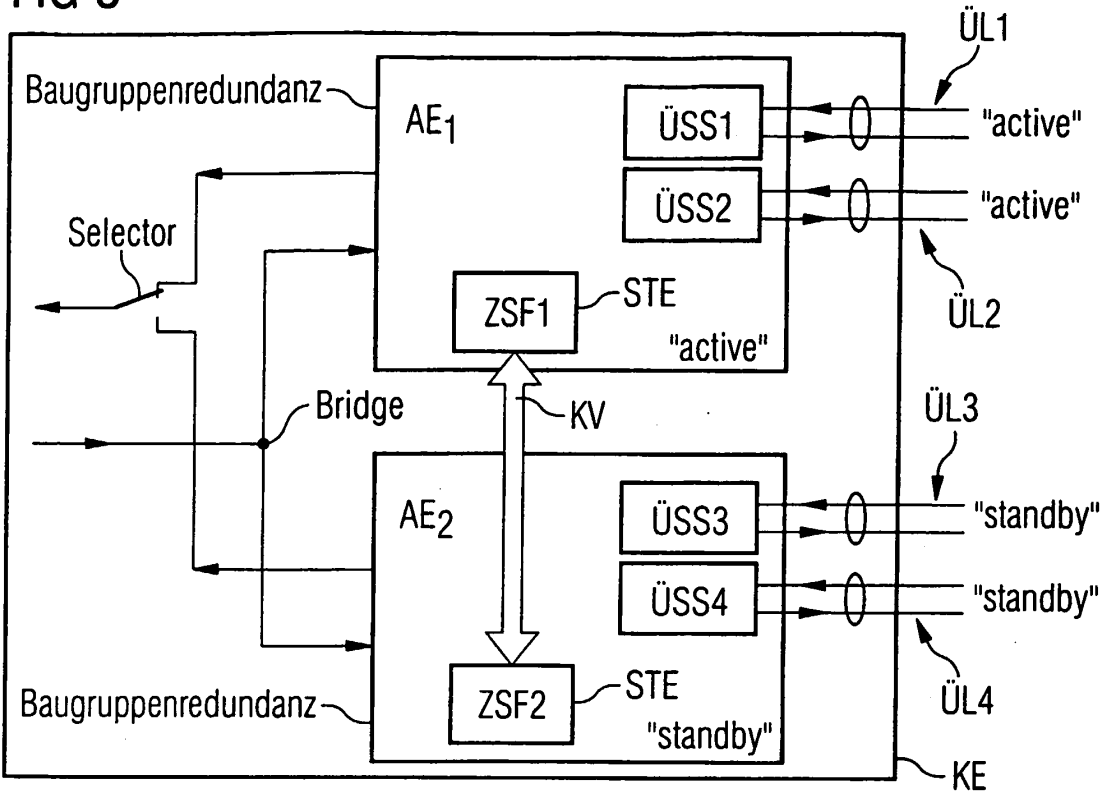 ÜL1
Baugruppenredundanz
AE1
ÜSS1
"active"
ÜSS2
"active"
Selector
ZSF1
STE
"active"
ÜL2
Bridge
KV
ÜL3
AE2
ÜSS3
"standby"
ÜSS4
"standby"
ZSF2
STE
Baugruppenredundanz
"standby"
ÜL4
KE